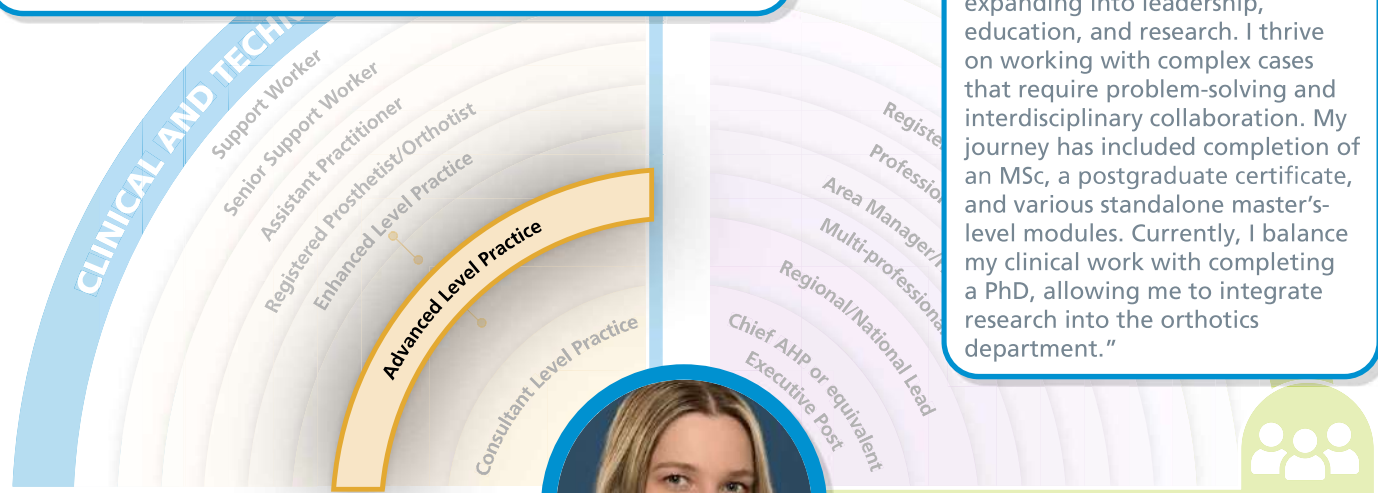 CLINICAL AND
Support Worker
Senior Support Worker
Assistant Practitioner
Registered Prosthetist/Orthotist
Enhanced Level Practice
Advanced Level Practice
Consultant Level Practice
Area
Multi-professional
Regional/National Lead
Chief AHP or equivalent
Executive Post
expanding into leadership,
education, and research. I thrive
on working with complex cases
that require problem-solving and
interdisciplinary collaboration. My
journey has included completion of
an MSc, a postgraduate certificate,
and various standalone master’s-
level modules. Currently, I balance
my clinical work with completing
a PhD, allowing me to integrate
research into the orthotics
department.”